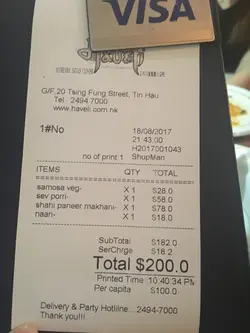 VISA
Haveli
G/F,20 Tsing Fung Street, Tin Hau
Tel 2494 7000
www.haveli.com.hk
1#No 18/08/2017
21:43:00
H2017001043
no of print 1 ShopMan
ITEMS QTY TOTAL
samosa veg- X 1 $28.0
sev porri- X 1 $58.0
shahi paneer makhani- X 1 $78.0
naan- X 1 $18.0
SubTotal $182.0
SerChrge $18.2
Total $200.0
Printed Time 10:40:34 PM
Per capita $100.0
Delivery & Party Hotline...2494-7000
Thank you!!!